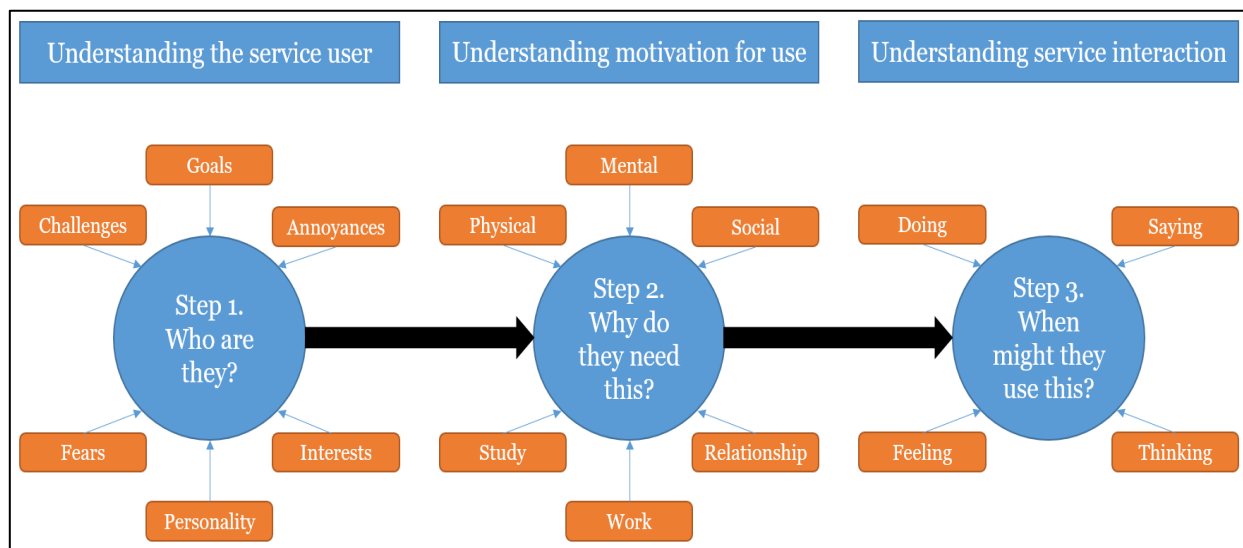 Understanding the service user
Understanding motivation for use
Understanding service interaction
Goals
Challenges
Annoyances
Step 1.
Who are
they?
Fears
Interests
Personality
Mental
Physical
Social
Step 2.
Why do
they need
this?
Study
Relationship
Work
Doing
Saying
Step 3.
When
might they
use this?
Feeling
Thinking